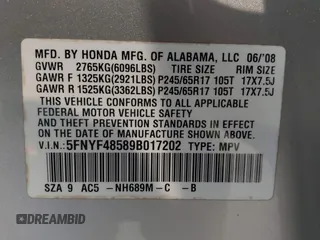 MFD. BY HONDA MFG. OF ALABAMA, LLC 06/'08
GVWR 2765KG(6096LBS) TIRE SIZE RIM SIZE
GAWR F 1325KG(2921LBS) P245/65R17 105T 17X7.5J
GAWR R 1525KG(3362LBS) P245/65R17 105T 17X7.5J
THIS VEHICLE CONFORMS TO ALL APPLICABLE
FEDERAL MOTOR VEHICLE SAFETY AND
THEFT PREVENTION STANDARDS IN EFFECT ON
THE DATE OF MANUFACTURE SHOWN ABOVE.
V.I.N.: 5FNYF48589B017202 TYPE: MPV
SZA 9 AC5 -NH689M-C -B
DREAMBID